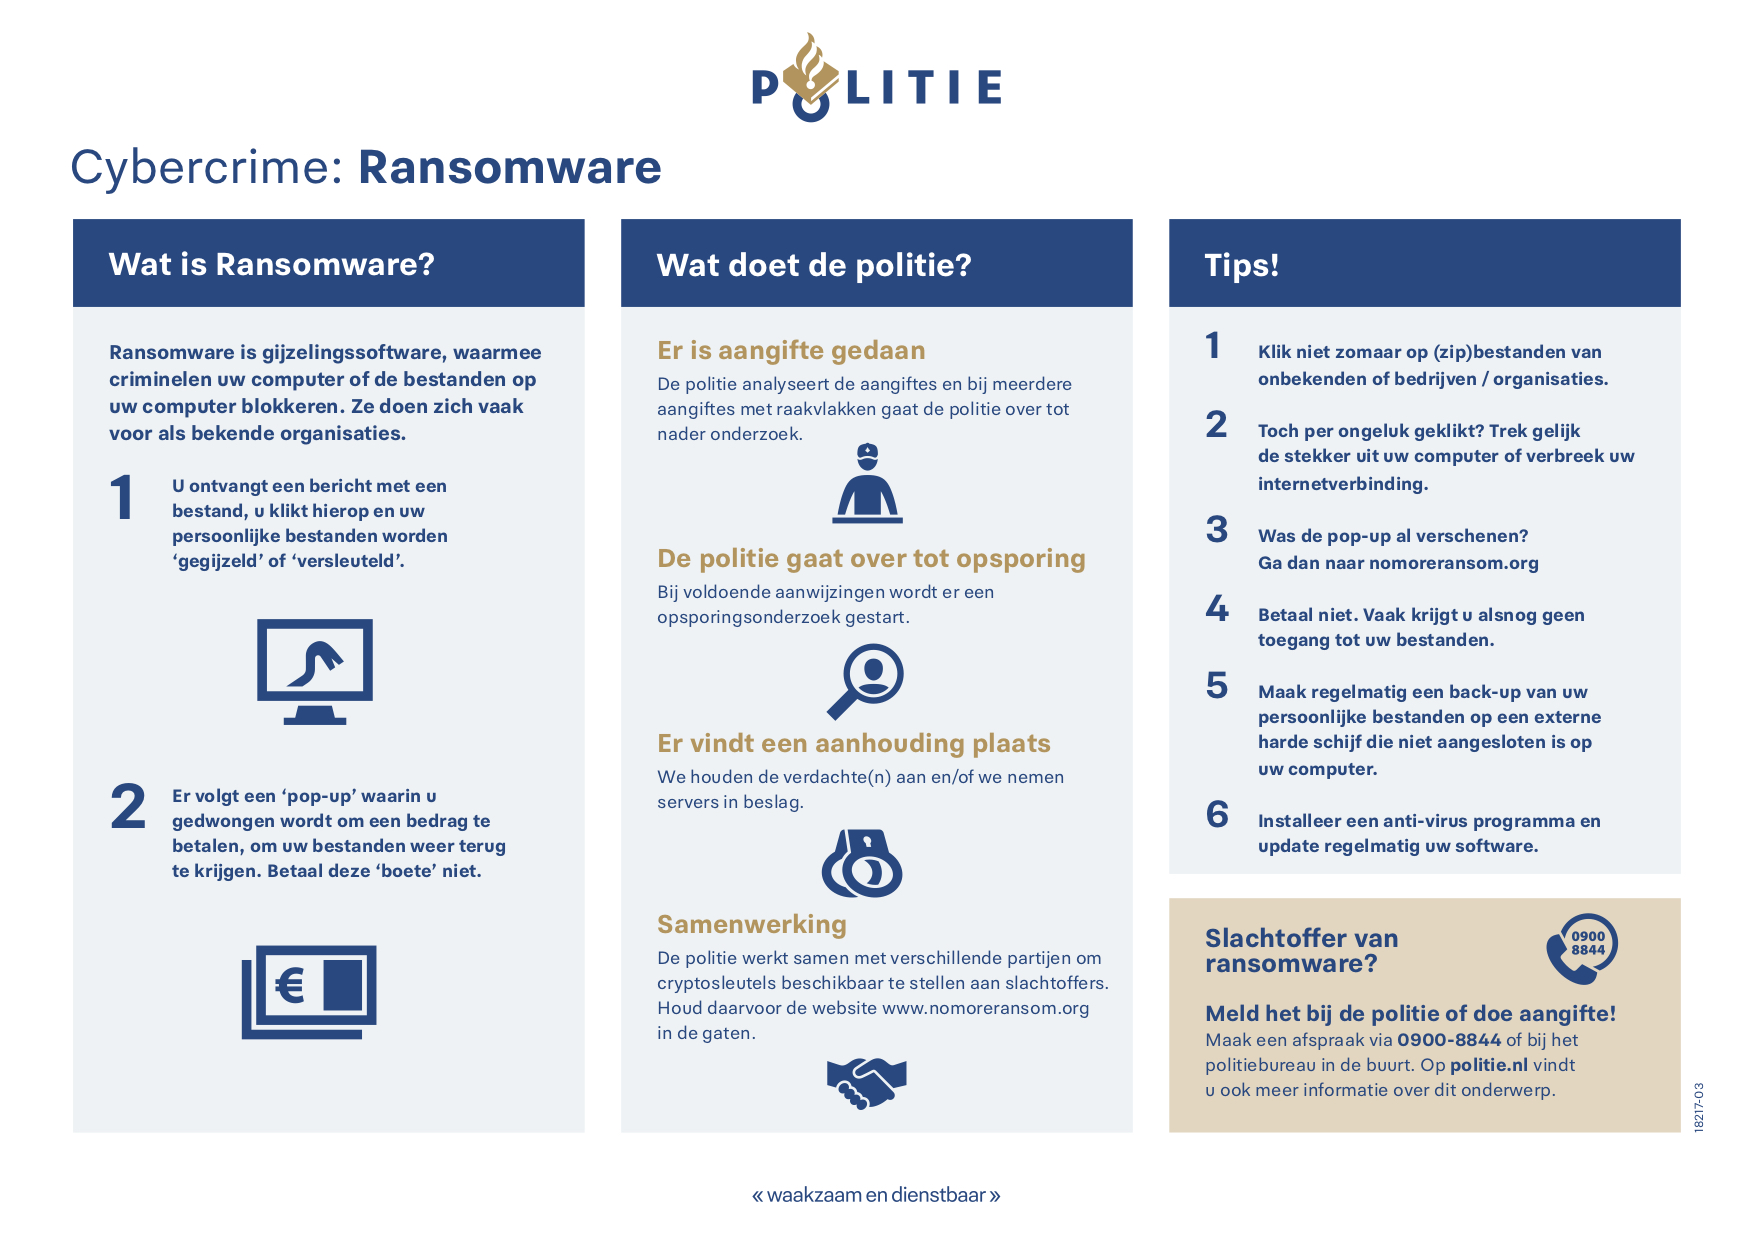 POLITIE
Cybercrime: Ransomware
Wat is Ransomware?
Ransomware is gijzelingssoftware, waarmee
criminelen uw computer of de bestanden op
uw computer blokkeren. Ze doen zich vaak
voor als bekende organisaties.
1
U ontvangt een bericht met een
bestand, u klikt hierop en uw
persoonlijke bestanden worden
‘gegijzeld’ of ‘versleuteld’.
2
Er volgt een ‘pop-up’ waarin u
gedwongen wordt om een bedrag te
betalen, om uw bestanden weer terug
te krijgen. Betaal deze ‘boete’ niet.
€
Wat doet de politie?
Er is aangifte gedaan
De politie analyseert de aangiftes en bij meerdere
aangiftes met raakvlakken gaat de politie over tot
nader onderzoek.
De politie gaat over tot opsporing
Bij voldoende aanwijzingen wordt er een
opsporingsonderzoek gestart.
Er vindt een aanhouding plaats
We houden de verdachte(n) aan en/of we nemen
servers in beslag.
Samenwerking
De politie werkt samen met verschillende partijen om
cryptosleutels beschikbaar te stellen aan slachtoffers.
Houd daarvoor de website www.nomoreransom.org
in de gaten.
Tips!
1
Klik niet zomaar op (zip)bestanden van
onbekenden of bedrijven / organisaties.
2
Toch per ongeluk geklikt? Trek gelijk
de stekker uit uw computer of verbreek uw
internetverbinding.
3
Was de pop-up al verschenen?
Ga dan naar nomoreransom.org
4
Betaal niet. Vaak krijgt u alsnog geen
toegang tot uw bestanden.
5
Maak regelmatig een back-up van uw
persoonlijke bestanden op een externe
harde schijf die niet aangesloten is op
uw computer.
6
Installeer een anti-virus programma en
update regelmatig uw software.
Slachtoffer van
ransomware?
0900
8844
Meld het bij de politie of doe aangifte!
Maak een afspraak via 0900-8844 of bij het
politiebureau in de buurt. Op politie.nl vindt
u ook meer informatie over dit onderwerp.
18217-03
« waakzaam en dienstbaar »